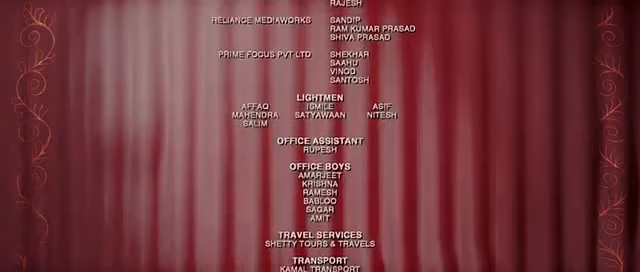 RAJESH
RELIANCE MEDIAWORKS SANDIP
RAM KUMAR PRASAD
SHIVA PRASAD
PRIME FOCUS PVT LTD SHEKHAR
SAAHU
VINOD
SANTOSH
LIGHTMEN
AFFAQ ISMILE ASIF
MAHENDRA SATYAWAAN NITESH
SALIM
OFFICE ASSISTANT
RUPESH
OFFICE BOYS
AMARJEET
KRISHNA
RAMESH
BABLOO
SAGAR
AMIT
TRAVEL SERVICES
SHETTY TOURS & TRAVELS
TRANSPORT
KAMAL TRANSPORT